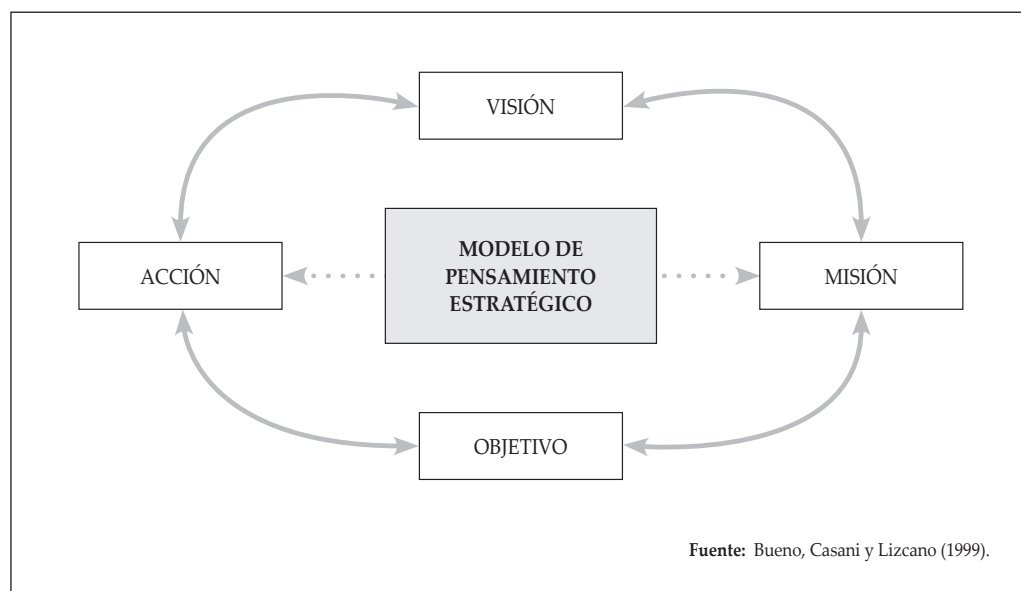 VISIÓN
ACCIÓN
MODELO DE
PENSAMIENTO
ESTRATÉGICO
MISIÓN
OBJETIVO
Fuente: Bueno, Casani y Lizcano (1999).